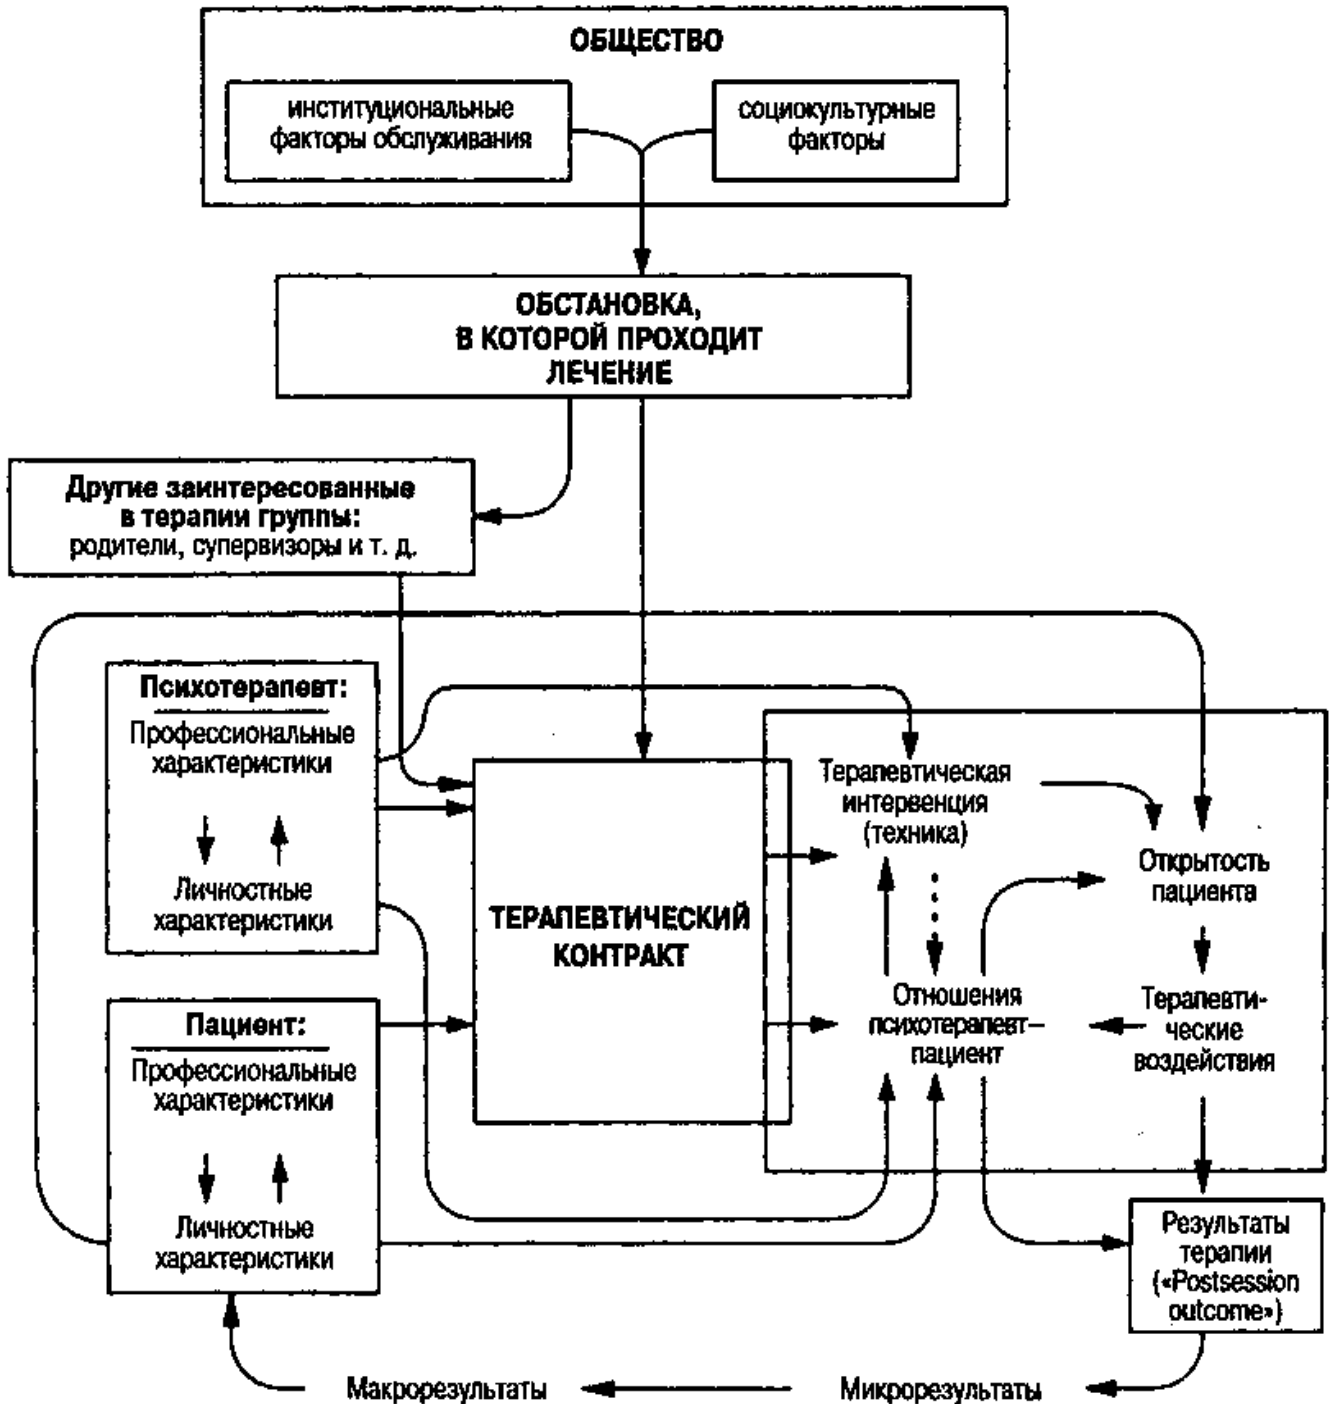 ОБЩЕСТВО
институциональные
факторы обслуживания
социокультурные
факторы
ОБСТАНОВКА,
В КОТОРОЙ ПРОХОДИТ
ЛЕЧЕНИЕ
Другие заинтересованные
в терапии группы:
родители, супервизоры и т. д.
Психотерапевт:
Профессиональные
характеристики
Личностные
характеристики
Пациент:
Профессиональные
характеристики
Личностные
характеристики
ТЕРАПЕВТИЧЕСКИЙ
КОНТРАКТ
Терапевтическая
интервенция
(техника)
Отношения
психотерапевт–
пациент
Открытость
пациента
Терапевти-
ческие
воздействия
Результаты
терапии
(«Postsession
outcome»)
Макрорезультаты
Микрорезультаты